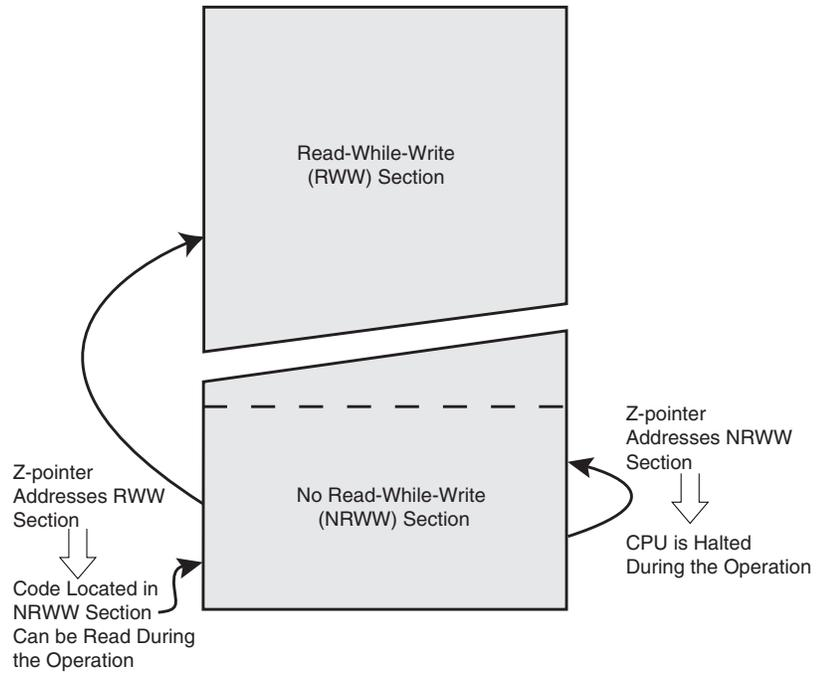 Read-While-Write
(RWW) Section
Z-pointer
Addresses RWW
Section
Code Located in
NRWW Section
Can be Read During
the Operation
No Read-While-Write
(NRWW) Section
Z-pointer
Addresses NRWW
Section
CPU is Halted
During the Operation